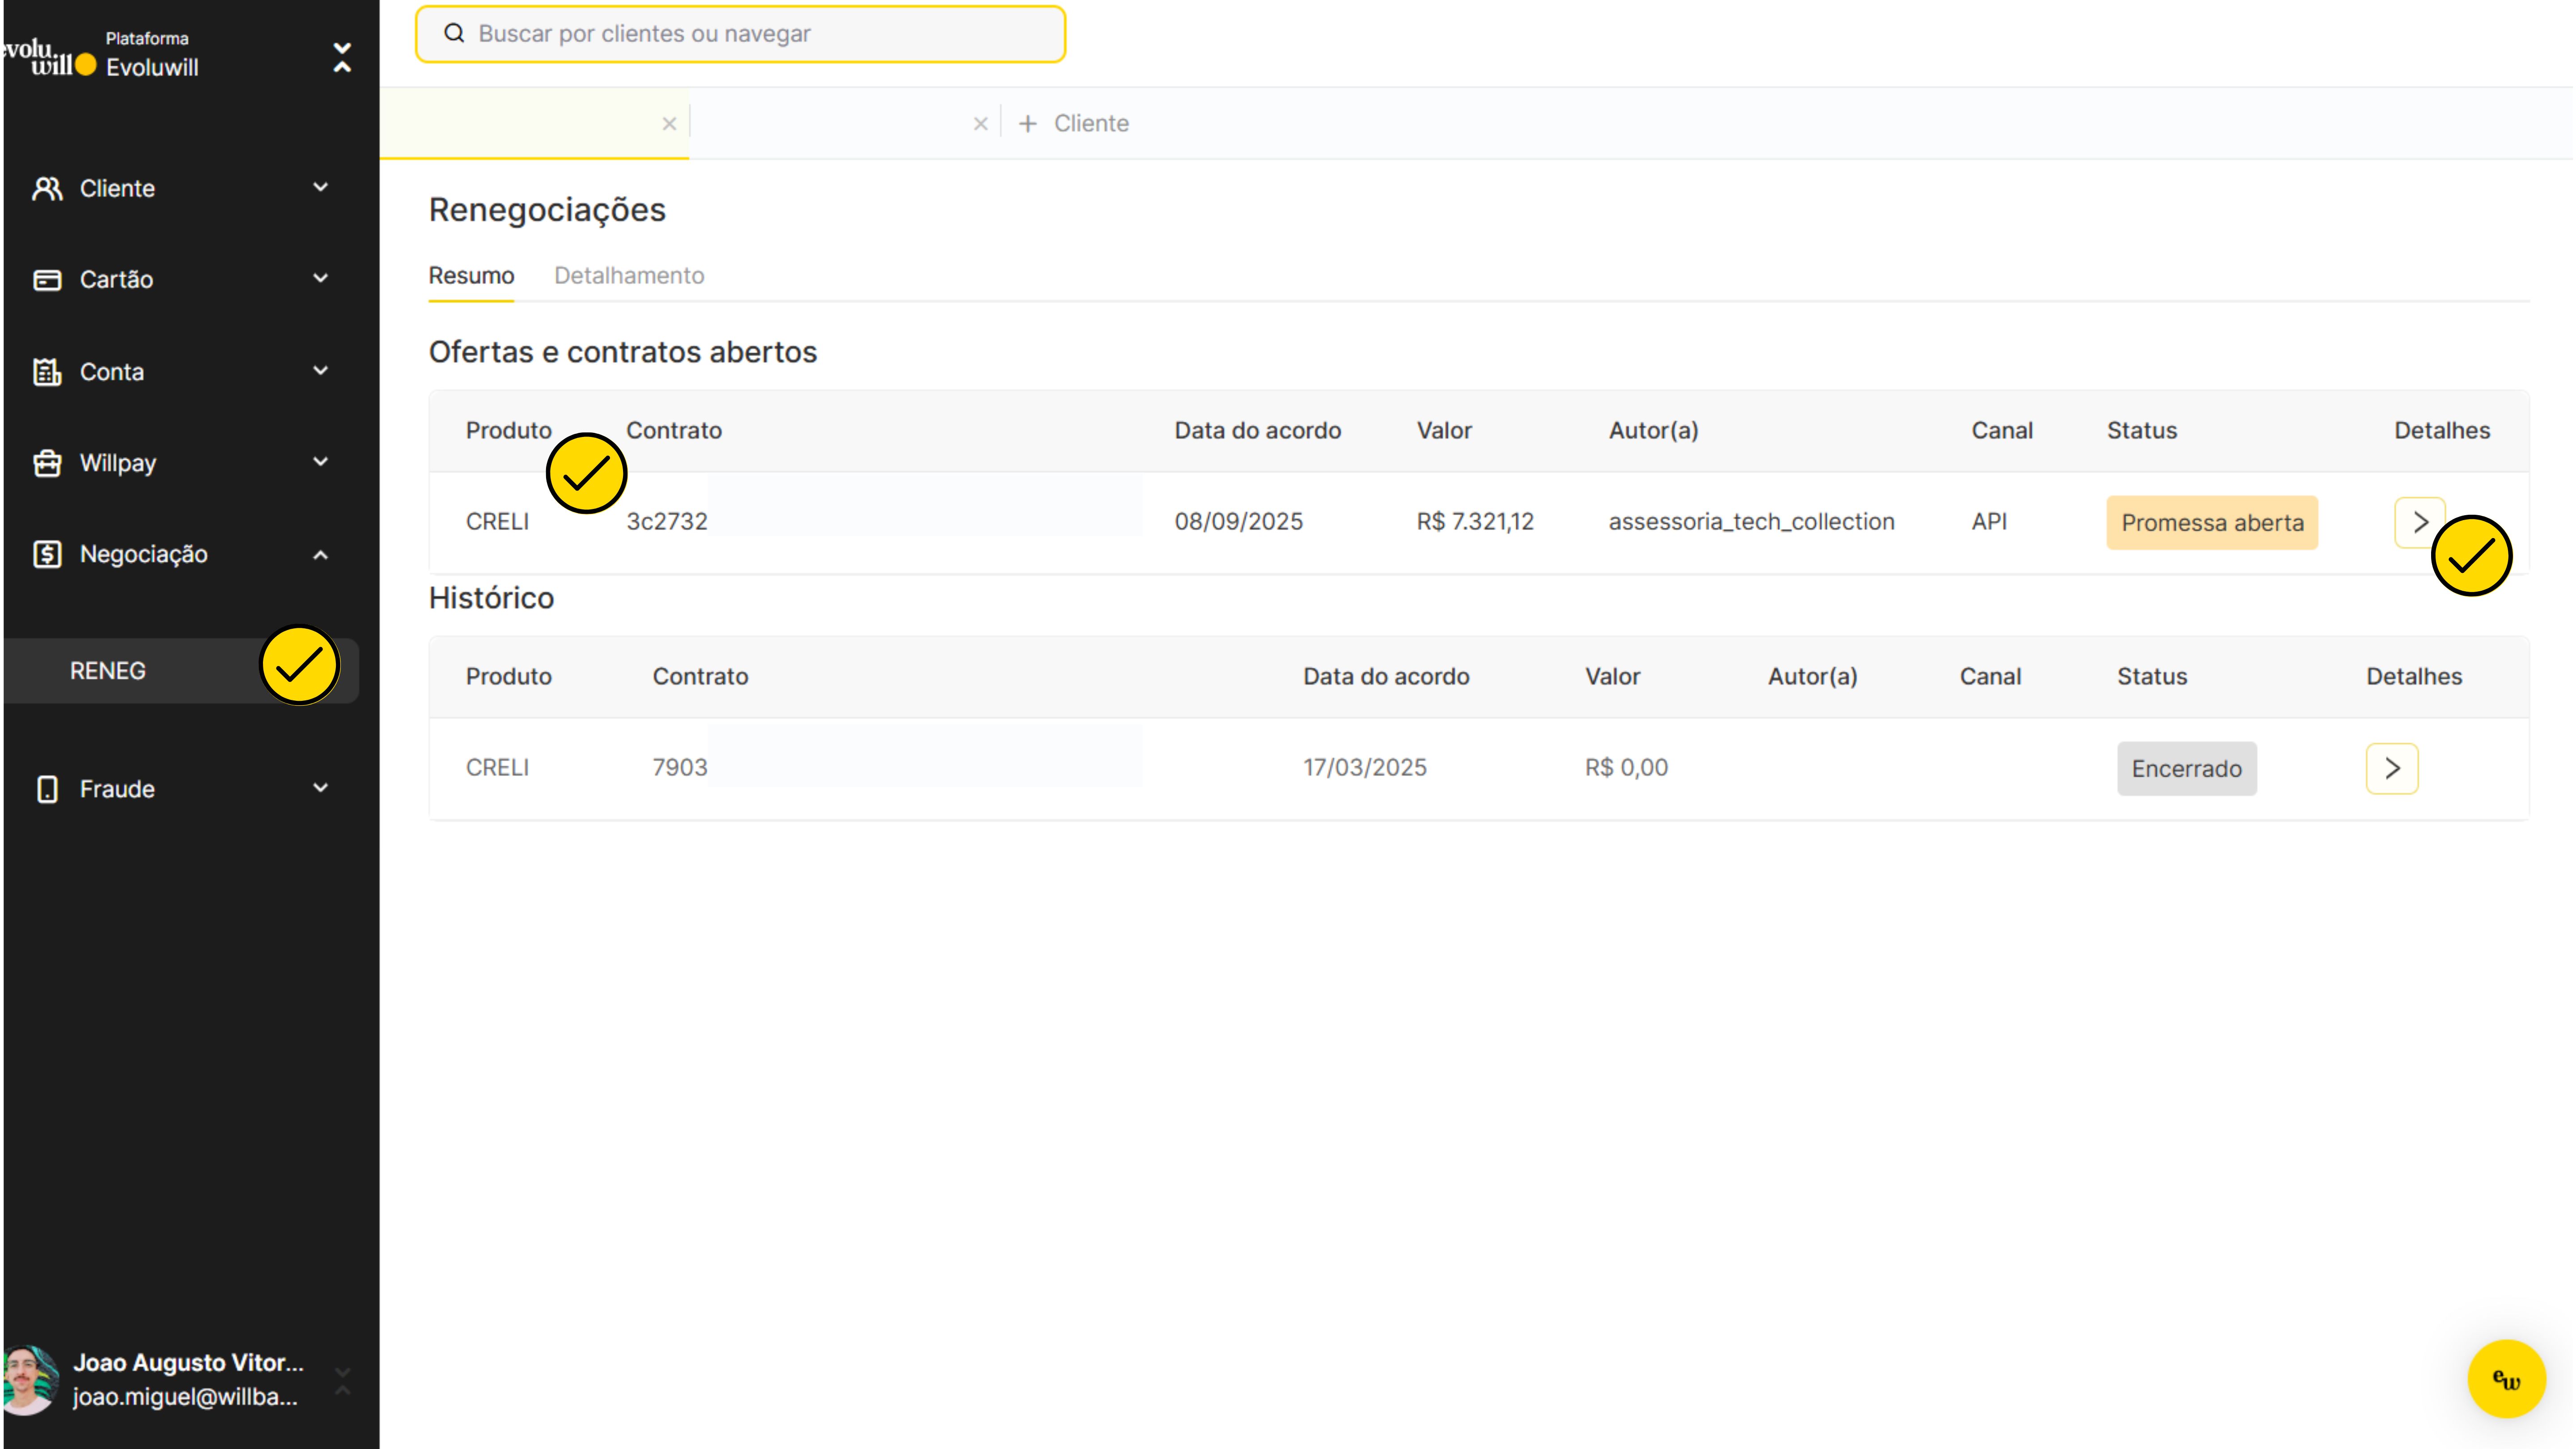 evolu
will
Plataforma
Evoluwill
Buscar por clientes ou navegar
Cliente
Cliente
Cartão
Conta
Willpay
Negociação
RENEG
Fraude
Joao Augusto Vitor...
joao.miguel@willba...
Renegociações
Resumo Detalhamento
Ofertas e contratos abertos
Produto Contrato Data do acordo Valor Autor(a) Canal Status Detalhes
CRELI 3c2732 08/09/2025 R$ 7.321,12 assessoria_tech_collection API Promessa aberta
Histórico
Produto Contrato Data do acordo Valor Autor(a) Canal Status Detalhes
CRELI 7903 17/03/2025 R$ 0,00 Encerrado
ew